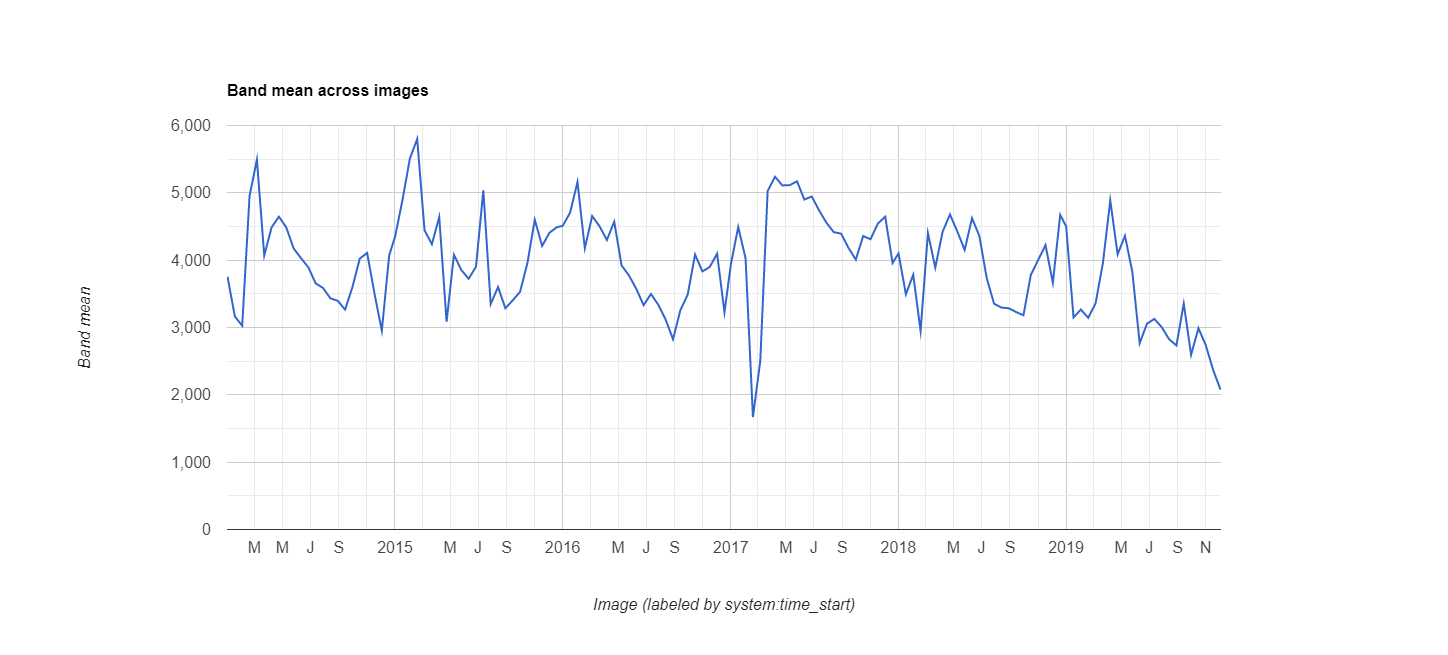 Band mean across images
6,000
5,000
4,000
3,000
2,000
1,000
0
Band mean
M M J S 2015 M J S 2016 M J S 2017 M J S 2018 M J S 2019 M J S N
Image (labeled by system:time_start)